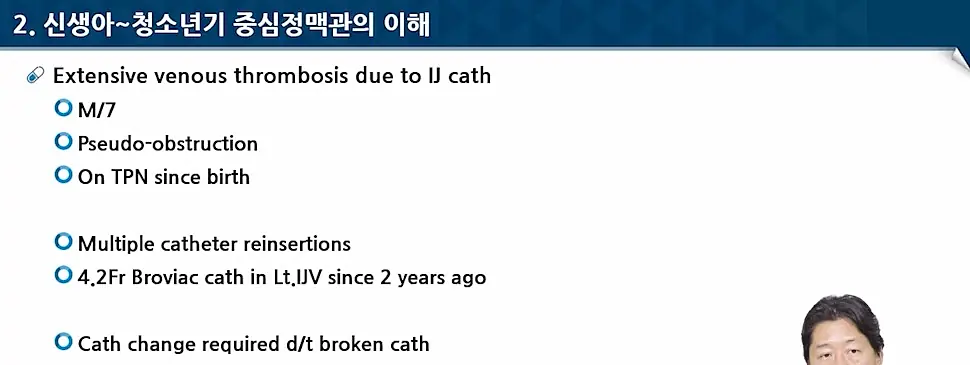 2. 신생아~청소년기 중심정맥관의 이해
Extensive venous thrombosis due to IJ cath
M/7
Pseudo-obstruction
On TPN since birth
Multiple catheter reinsertions
4.2Fr Broviac cath in Lt.IJV since 2 years ago
Cath change required d/t broken cath